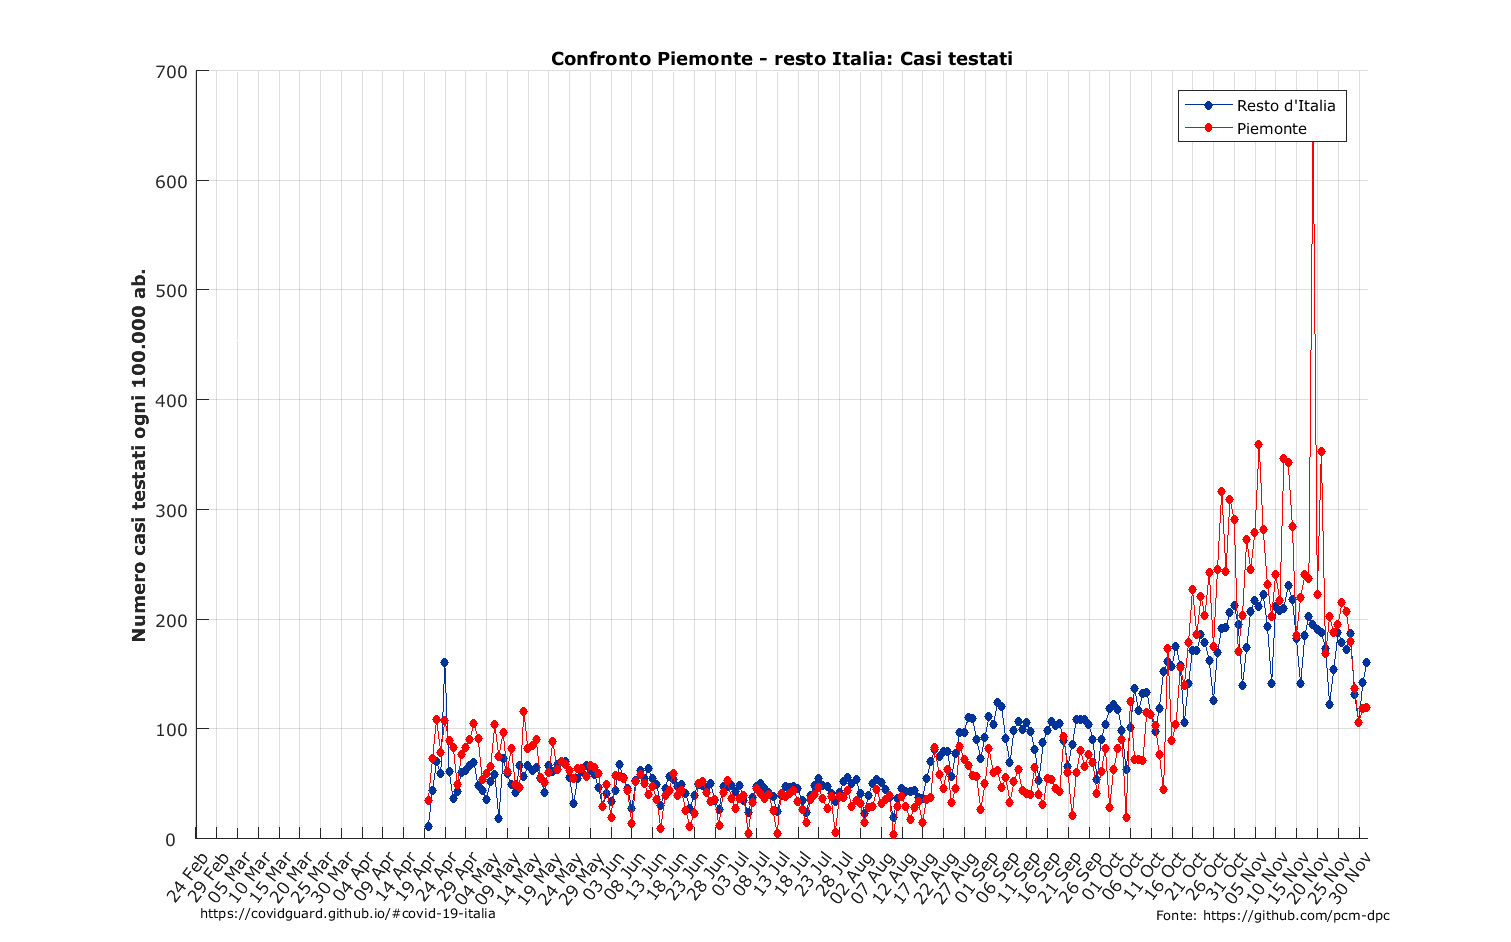 Confronto Piemonte - resto Italia: Casi testati
Resto d'Italia
Piemonte
Numero casi testati ogni 100.000 ab.
700
600
500
400
300
200
100
0
24 Feb
29 Feb
05 Mar
10 Mar
15 Mar
20 Mar
25 Mar
30 Mar
04 Apr
09 Apr
14 Apr
19 Apr
24 Apr
29 Apr
04 May
09 May
14 May
19 May
24 May
29 May
03 Jun
08 Jun
13 Jun
18 Jun
23 Jun
28 Jun
03 Jul
08 Jul
13 Jul
18 Jul
23 Jul
28 Jul
02 Aug
07 Aug
12 Aug
17 Aug
22 Aug
27 Aug
01 Sep
06 Sep
11 Sep
16 Sep
21 Sep
26 Sep
01 Oct
06 Oct
11 Oct
16 Oct
21 Oct
26 Oct
31 Oct
05 Nov
10 Nov
15 Nov
20 Nov
25 Nov
30 Nov
https://covidguard.github.io/#covid-19-italia
Fonte: https://github.com/pcm-dpc